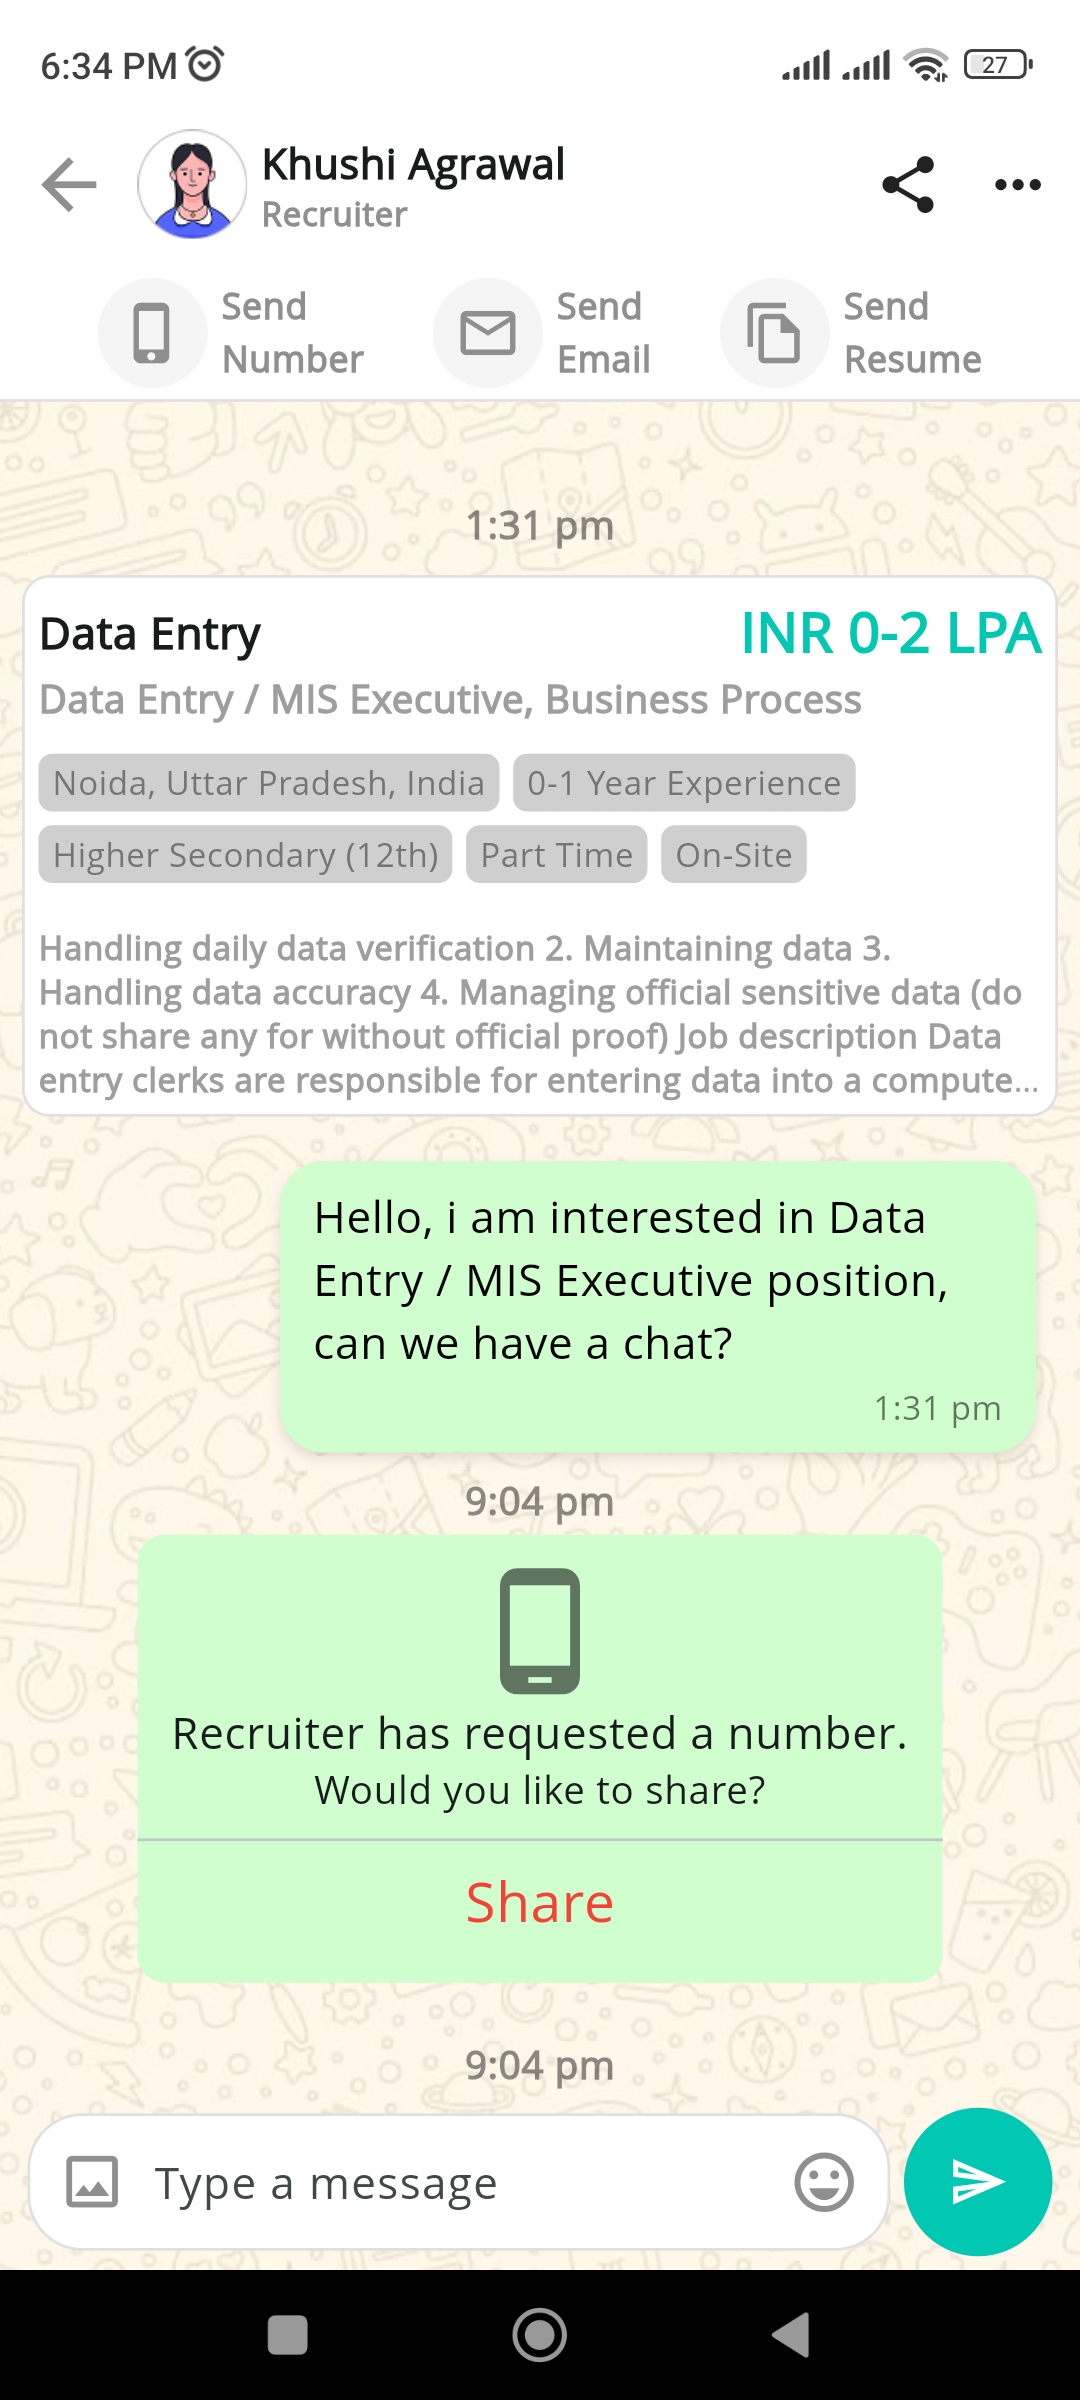 6:34 PM
27
Khushi Agrawal
Recruiter
Send Number
Send Email
Send Resume
1:31 pm
Data Entry
INR 0-2 LPA
Data Entry / MIS Executive, Business Process
Noida, Uttar Pradesh, India
0-1 Year Experience
Higher Secondary (12th)
Part Time
On-Site
Handling daily data verification 2. Maintaining data 3.
Handling data accuracy 4. Managing official sensitive data (do
not share any for without official proof) Job description Data
entry clerks are responsible for entering data into a compute...
Hello, i am interested in Data
Entry / MIS Executive position,
can we have a chat?
1:31 pm
9:04 pm
Recruiter has requested a number.
Would you like to share?
Share
9:04 pm
Type a message